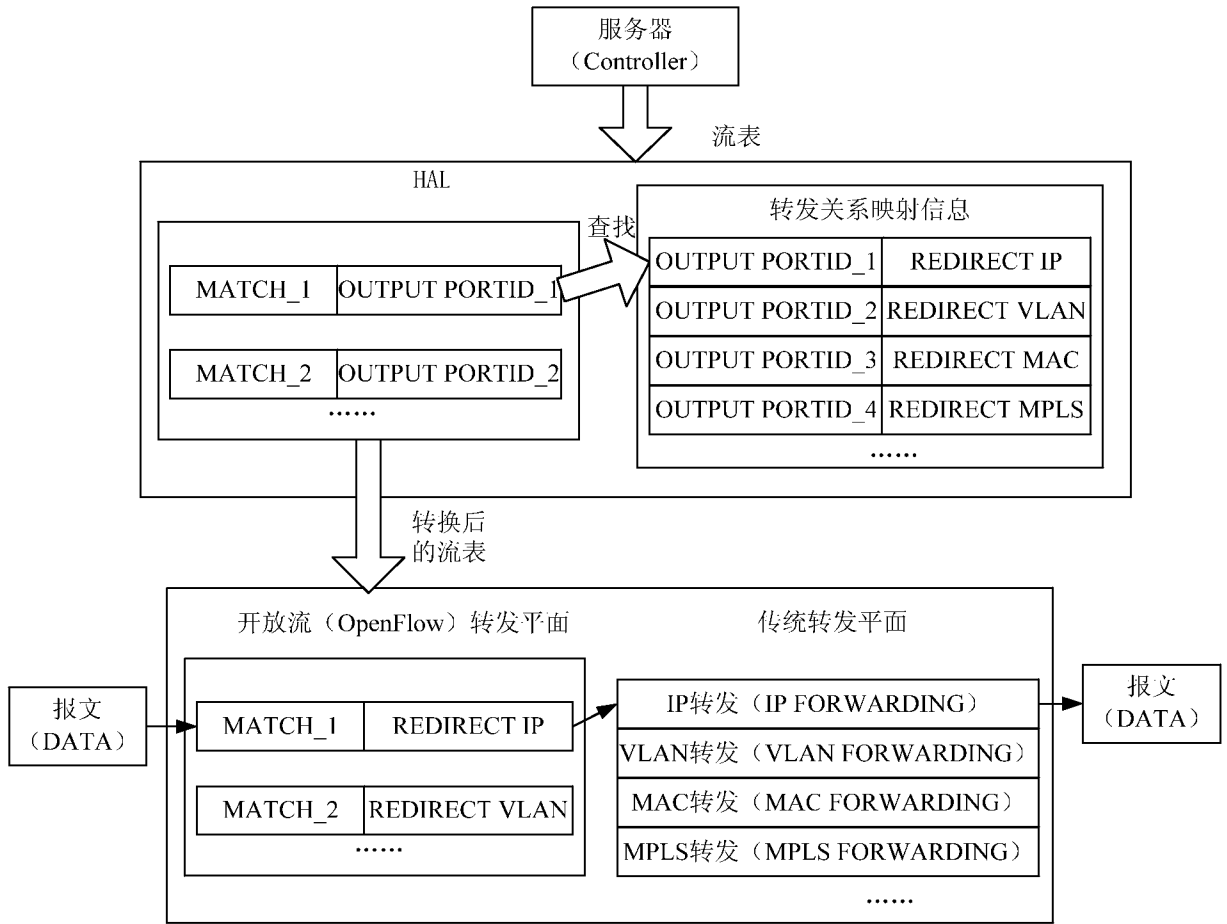 服务器
（Controller）
流表
HAL
MATCH_1 OUTPUT PORTID_1
MATCH_2 OUTPUT PORTID_2
……
查找
转发关系映射信息
OUTPUT PORTID_1 REDIRECT IP
OUTPUT PORTID_2 REDIRECT VLAN
OUTPUT PORTID_3 REDIRECT MAC
OUTPUT PORTID_4 REDIRECT MPLS
……
转换后
的流表
开放流（OpenFlow）转发平面
传统转发平面
报文
（DATA）
MATCH_1 REDIRECT IP
MATCH_2 REDIRECT VLAN
……
IP转发（IP FORWARDING）
VLAN转发（VLAN FORWARDING）
MAC转发（MAC FORWARDING）
MPLS转发（MPLS FORWARDING）
……
报文
（DATA）